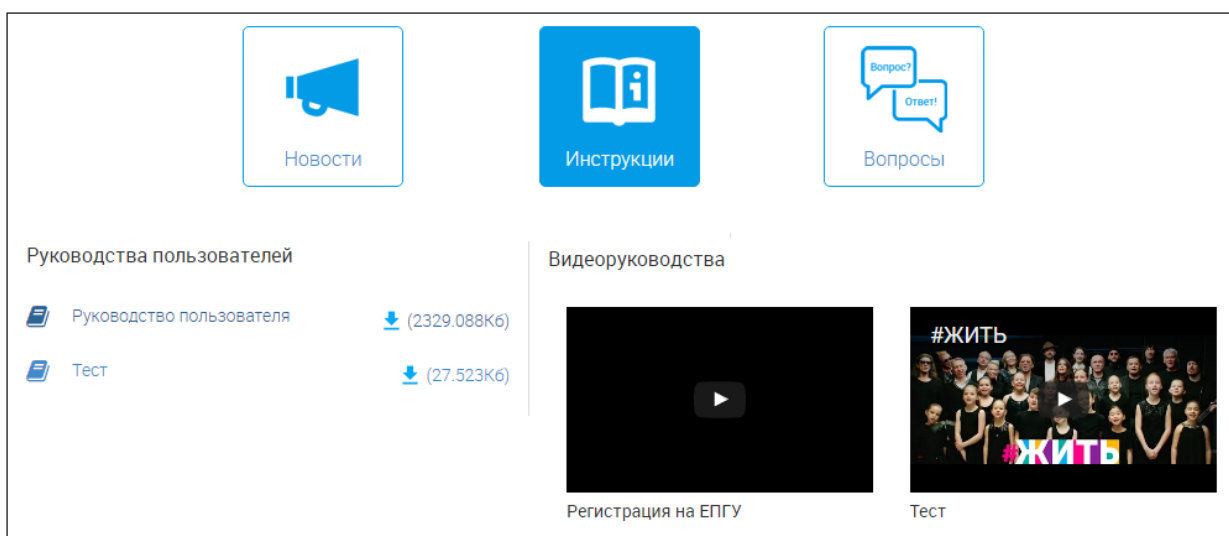 Вопрос?
Ответ!
Новости
Инструкции
Вопросы
Руководства пользователей
Руководство пользователя (2329.088Кб)
Тест (27.523Кб)
Видеоруководства
#ЖИТЬ
#ЖИТЬ
Регистрация на ЕПГУ
Тест